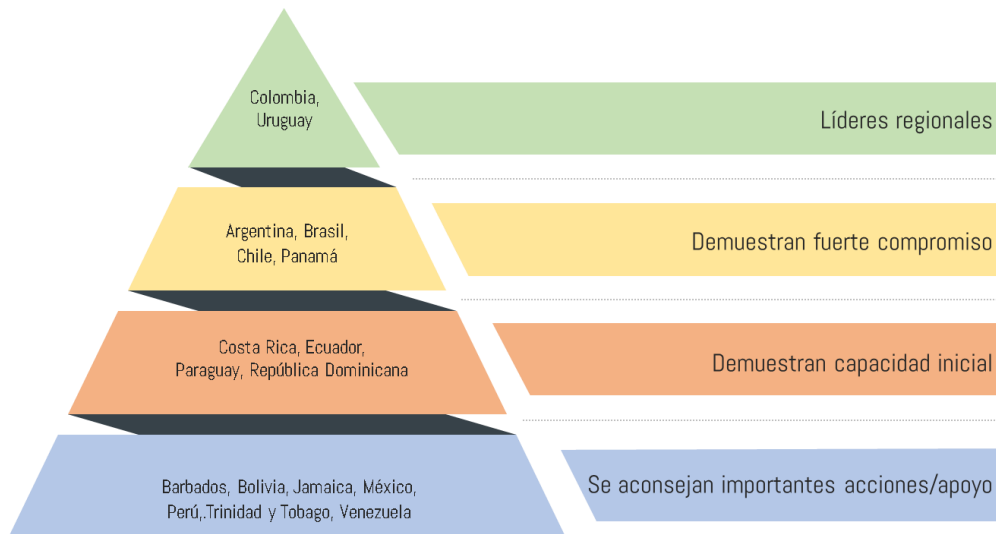 Colombia,
Uruguay
Líderes regionales
Argentina, Brasil,
Chile, Panamá
Demuestran fuerte compromiso
Costa Rica, Ecuador,
Paraguay, República Dominicana
Demuestran capacidad inicial
Barbados, Bolivia, Jamaica, México,
Perú,.Trinidad y Tobago, Venezuela
Se aconsejan importantes acciones/apoyo